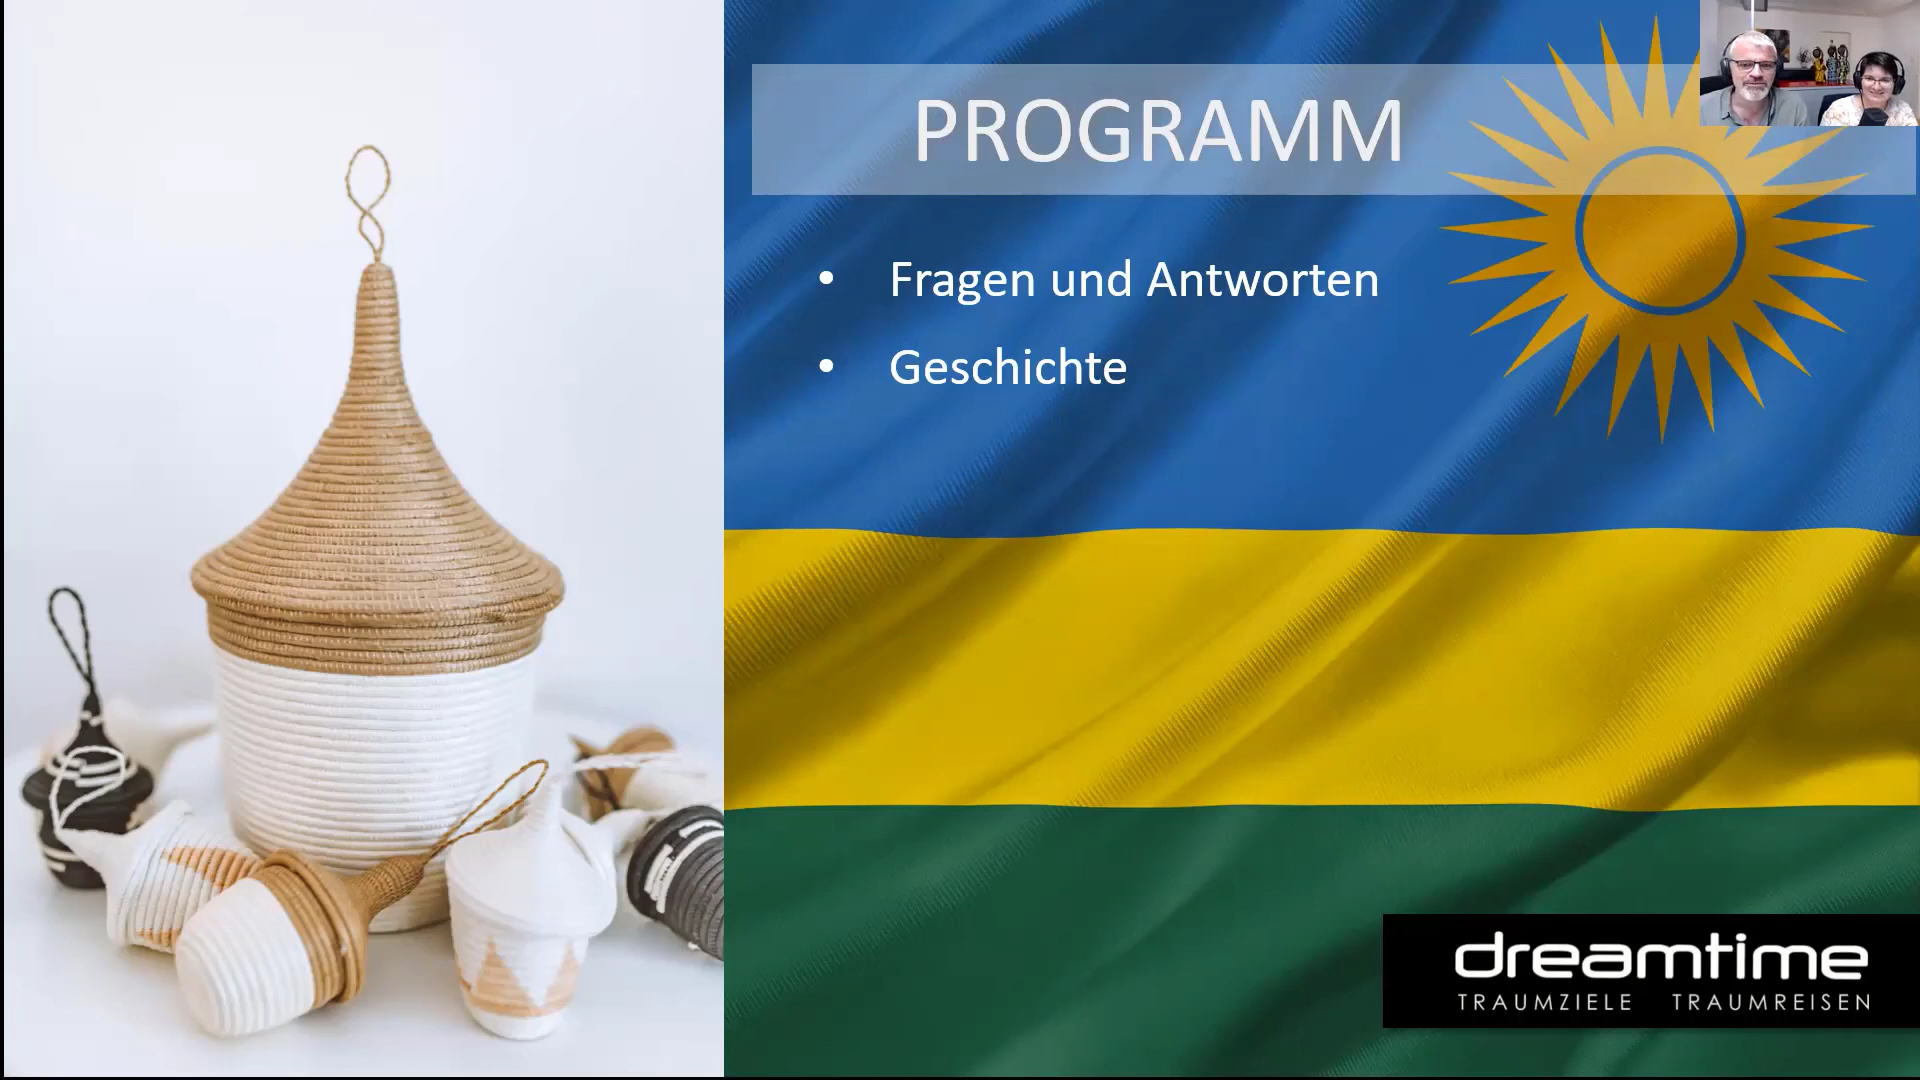 PROGRAMM
• Fragen und Antworten
• Geschichte
dreamtime
TRAUMZIELE TRAUMREISEN